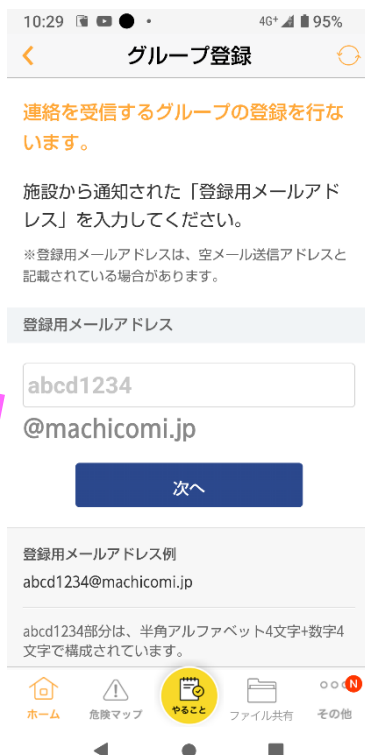 10:29 4G+ 95%
グループ登録
連絡を受信するグループの登録を行な
います。
施設から通知された「登録用メールアド
レス」を入力してください。
※登録用メールアドレスは、空メール送信アドレスと
記載されている場合があります。
登録用メールアドレス
abcd1234
@machicomi.jp
次へ
登録用メールアドレス例
abcd1234@machicomi.jp
abcd1234部分は、半角アルファベット4文字+数字4
文字で構成されています。
N
ホーム 危険マップ やること ファイル共有 その他